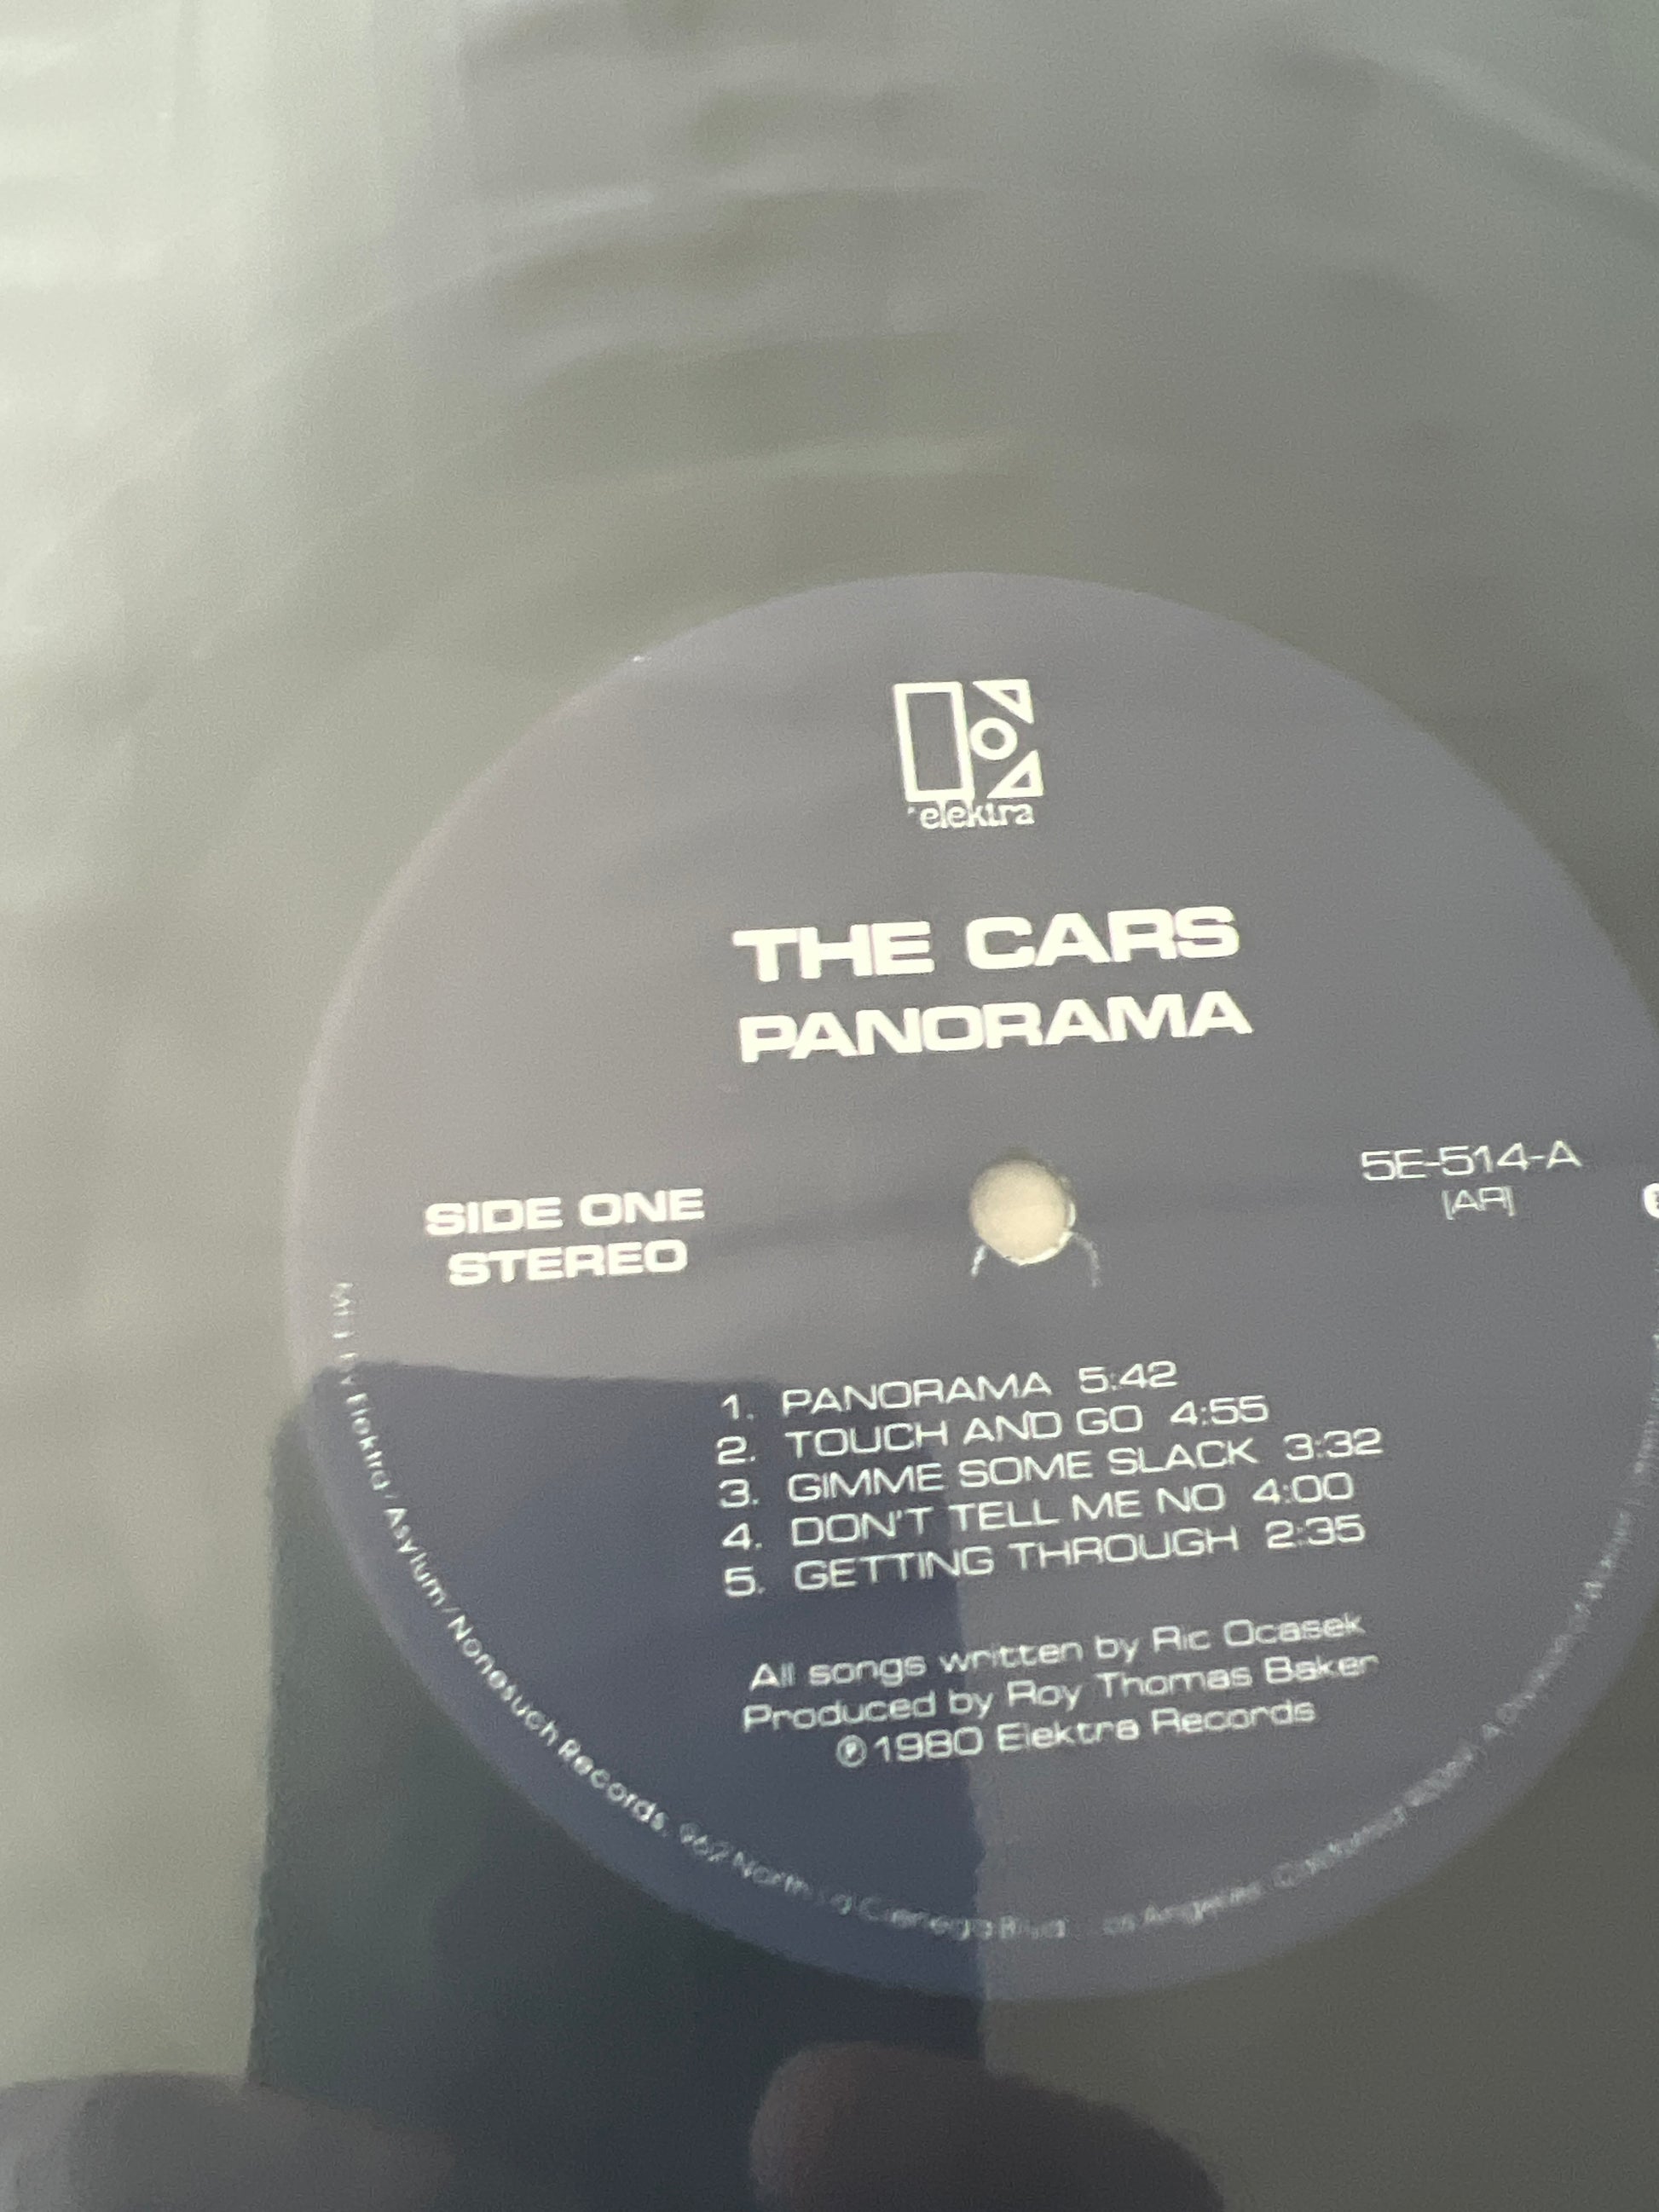 elektra
THE CARS
PANORAMA
SIDE ONE
STEREO
5E-514-A
[AR]
1. PANORAMA 5:42
2. TOUCH AND GO 4:55
3. GIMME SOME SLACK 3:32
4. DON'T TELL ME NO 4:00
5. GETTING THROUGH 2:35
All songs written by Ric Ocasek
Produced by Roy Thomas Baker
℗1980 Elektra Records
by Elektra/Asylum/Nonesuch Records, 962 North La Cienega Blvd. Los Angeles, California